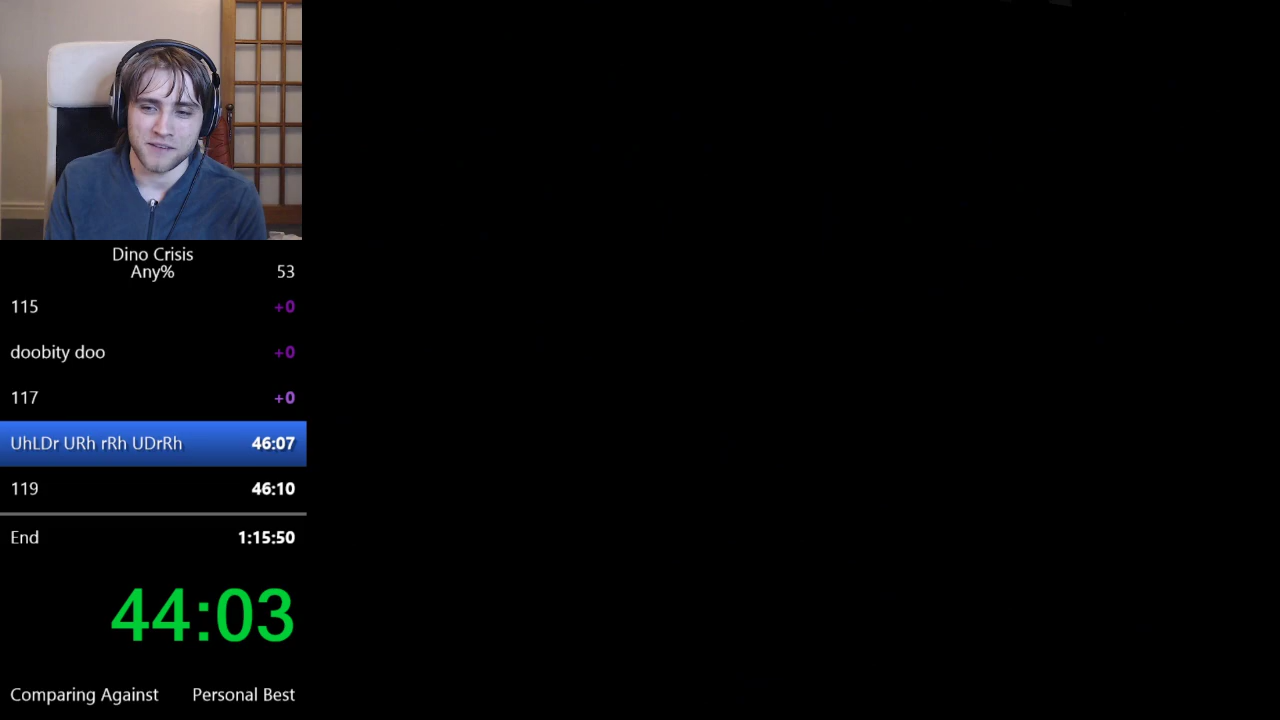 Dino Crisis
Any% 53
115 +0
doobity doo +0
117 +0
UhLDr URh rRh UDrRh 46:07
119 46:10
End 1:15:50
44:03
Comparing Against Personal Best